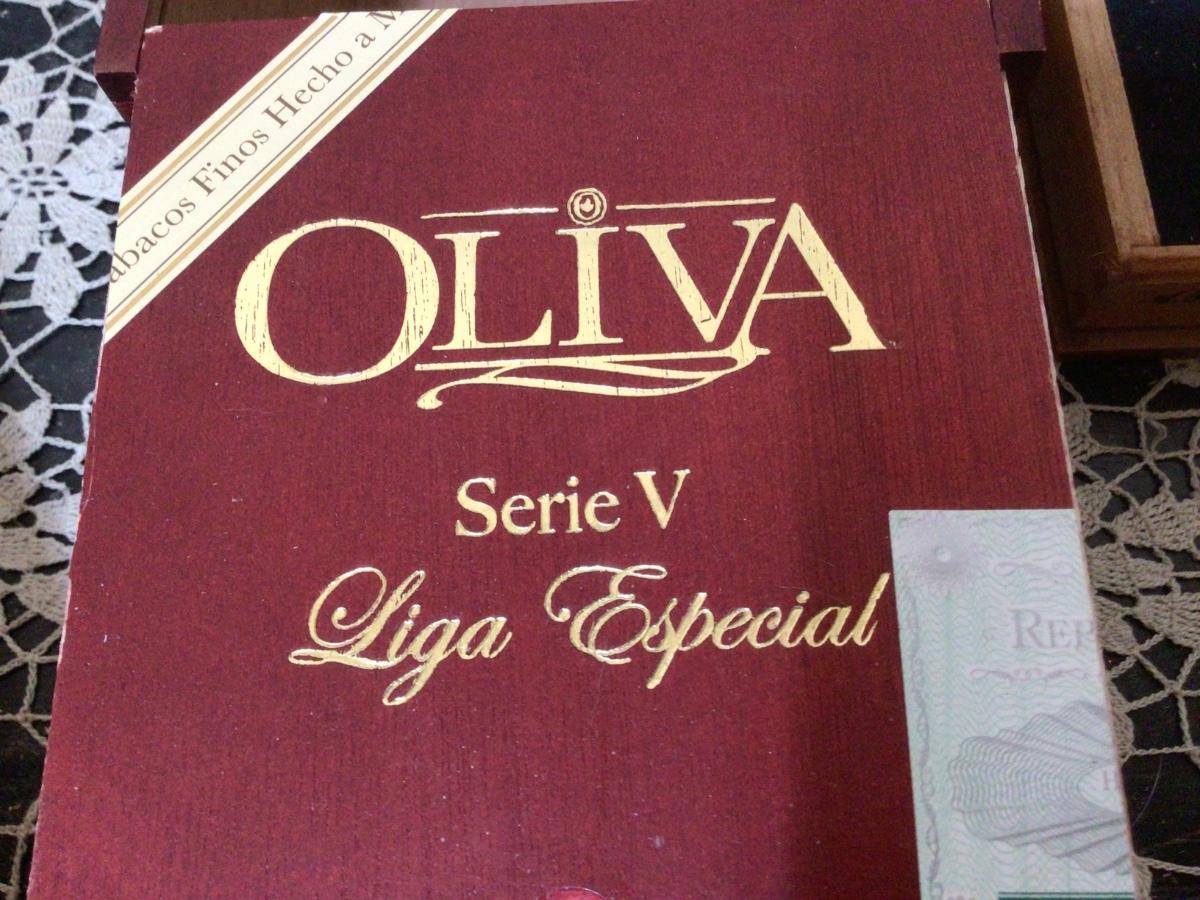 abacos Finos Hecho a M
OLIVA
Serie V
Liga Especial
REP